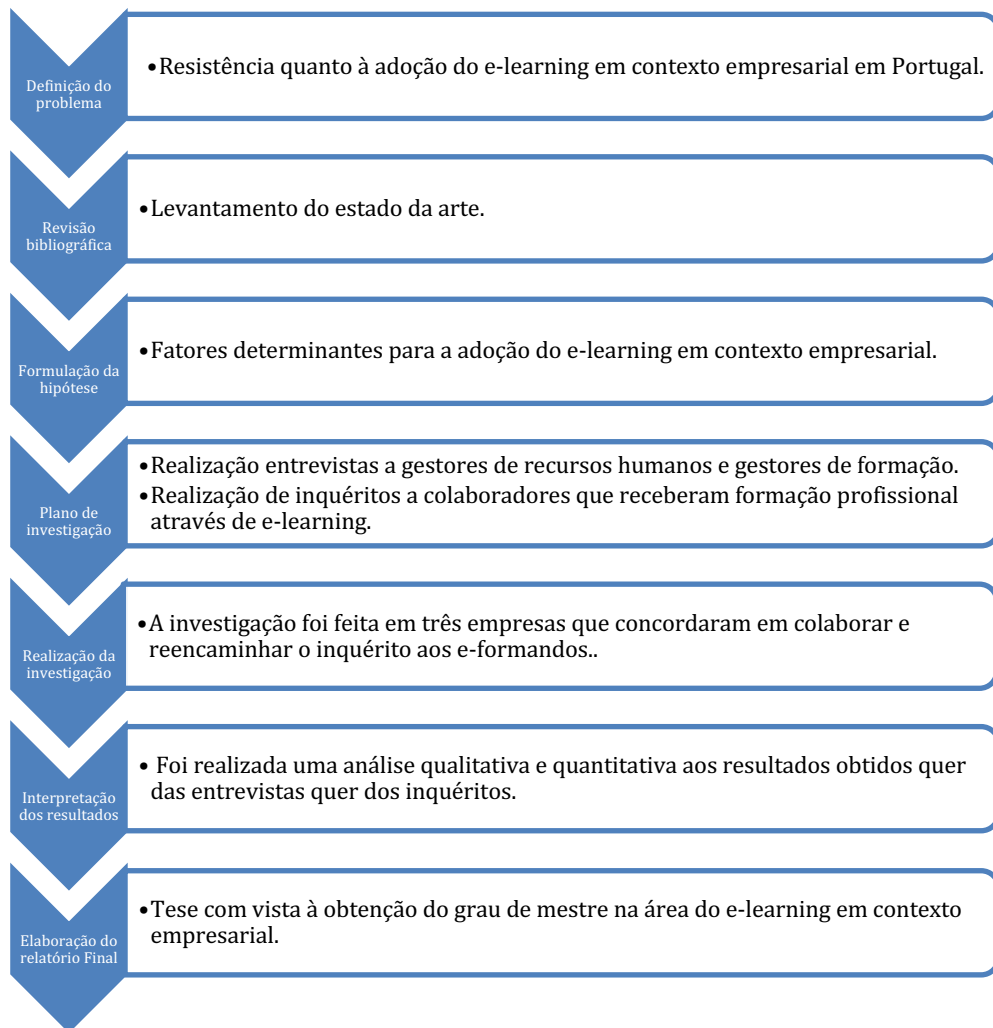 Definição do
problema
•Resistência quanto à adoção do e-learning em contexto empresarial em Portugal.
Revisão
bibliográfica
•Levantamento do estado da arte.
Formulação da
hipótese
•Fatores determinantes para a adoção do e-learning em contexto empresarial.
Plano de
investigação
•Realização entrevistas a gestores de recursos humanos e gestores de formação.
•Realização de inquéritos a colaboradores que receberam formação profissional
através de e-learning.
Realização da
investigação
•A investigação foi feita em três empresas que concordaram em colaborar e
reencaminhar o inquérito aos e-formandos..
Interpretação
dos resultados
• Foi realizada uma análise qualitativa e quantitativa aos resultados obtidos quer
das entrevistas quer dos inquéritos.
Elaboração do
relatório Final
•Tese com vista à obtenção do grau de mestre na área do e-learning em contexto
empresarial.